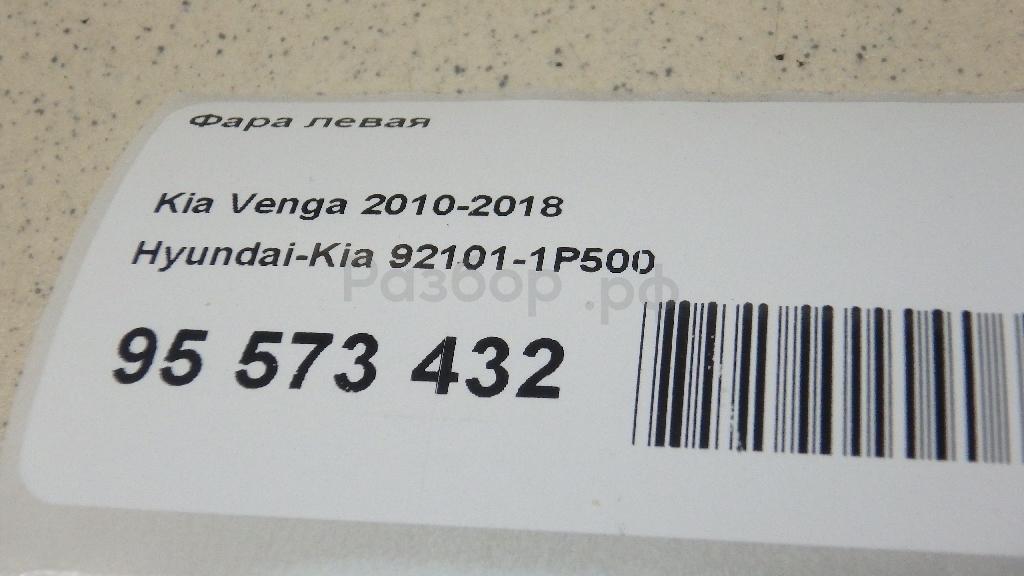 Фара левая
Kia Venga 2010-2018
Hyundai-Kia 92101-1P500
Разбор.рф
95 573 432